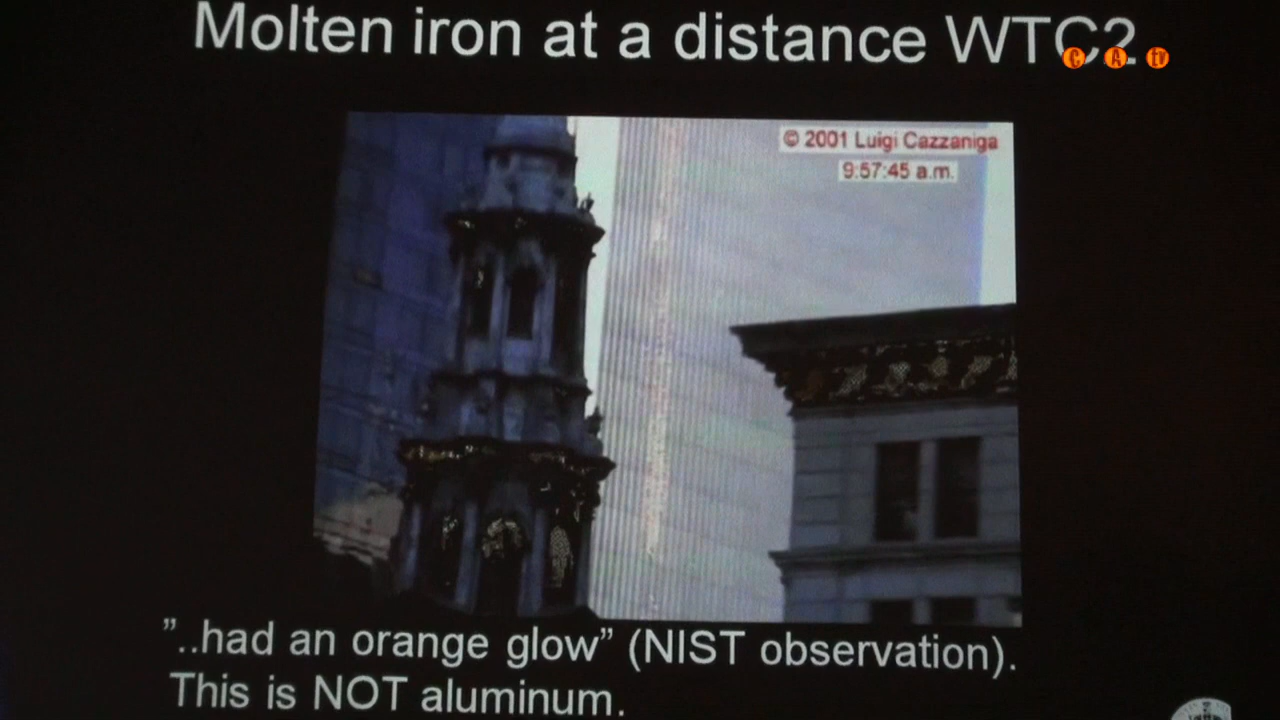 Molten iron at a distance WTC2
C A tv
© 2001 Luigi Cazzaniga
9:57:45 a.m.
”..had an orange glow” (NIST observation).
This is NOT aluminum.